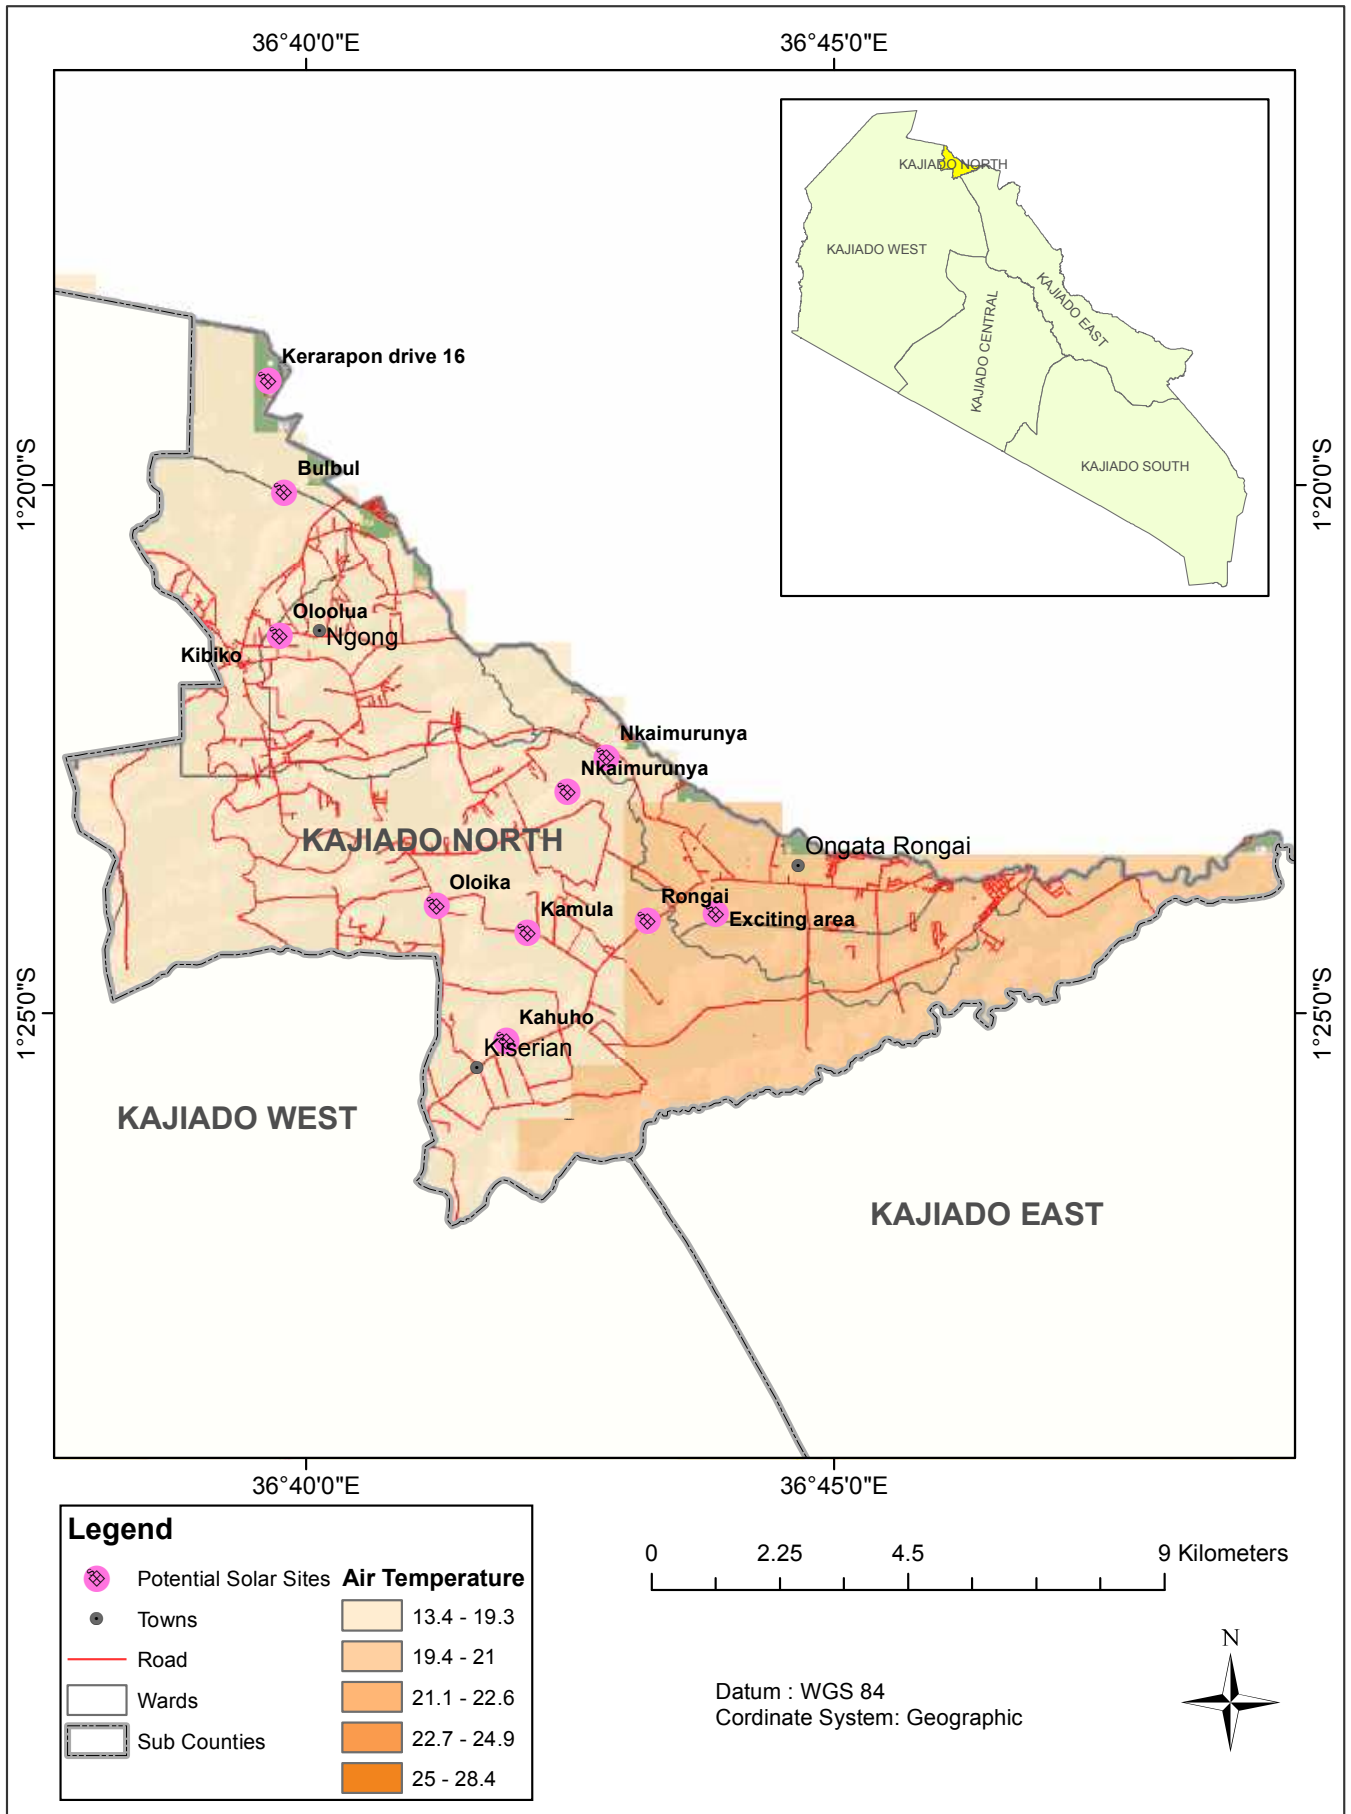 36°40'0"E
36°45'0"E
KAJIADO NORTH
KAJIADO WEST
KAJIADO EAST
KAJIADO CENTRAL
KAJIADO SOUTH
Kerarapon drive 16
Bulbul
1°20'0"S
1°20'0"S
Oloolua
Ngong
Kibiko
Nkaimurunya
Nkaimurunya
KAJIADO NORTH
Ongata Rongai
Oloika
Rongai
Kamula
Exciting area
1°25'0"S
1°25'0"S
Kahuho
Kiserian
KAJIADO WEST
KAJIADO EAST
36°40'0"E
36°45'0"E
Legend
Potential Solar Sites
Towns
Road
Wards
Sub Counties
Air Temperature
13.4 - 19.3
19.4 - 21
21.1 - 22.6
22.7 - 24.9
25 - 28.4
0
2.25
4.5
9 Kilometers
Datum : WGS 84
Cordinate System: Geographic
N